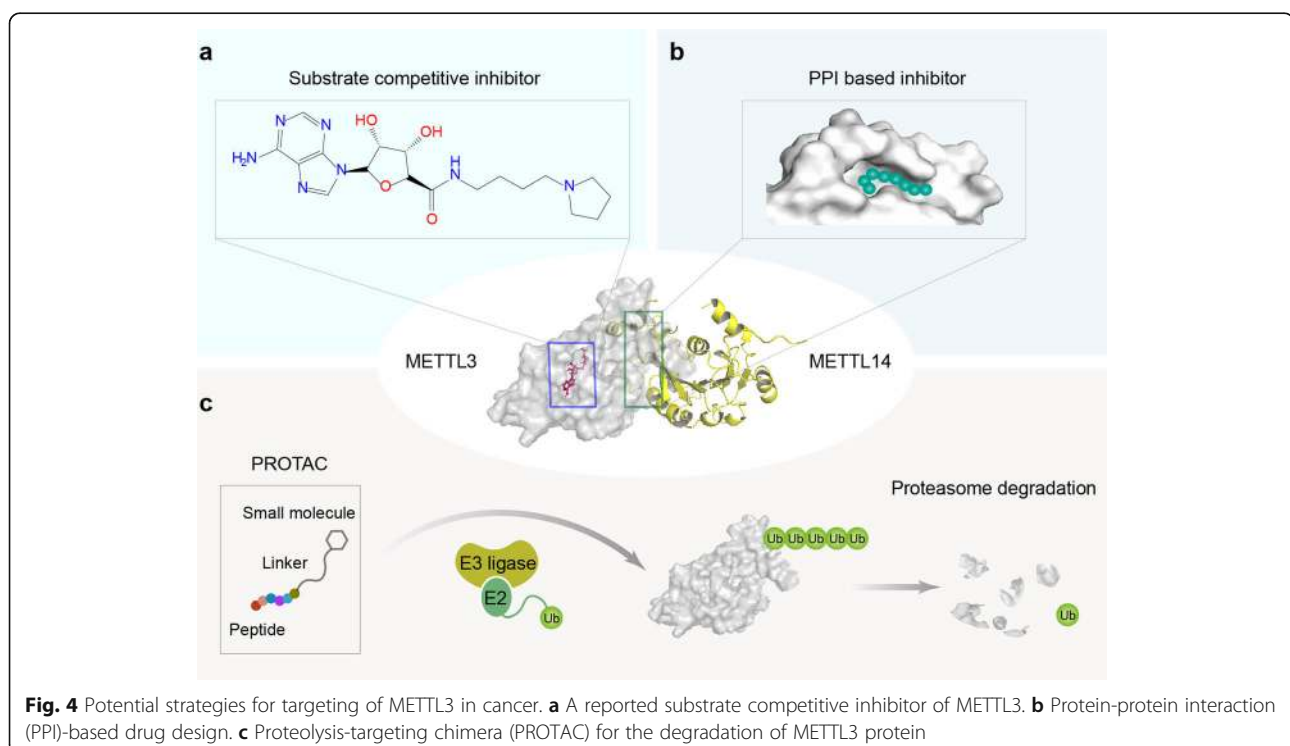 a
Substrate competitive inhibitor
HO
OH
N
N
H₂N
N
N
N
O
O
H
N
N
b
PPI based inhibitor
METTL3
METTL14
c
PROTAC
Small molecule
Linker
Peptide
E3 ligase
E2
Ub
Ub Ub Ub Ub Ub
Proteasome degradation
Ub
Fig. 4 Potential strategies for targeting of METTL3 in cancer. a A reported substrate competitive inhibitor of METTL3. b Protein-protein interaction
(PPI)-based drug design. c Proteolysis-targeting chimera (PROTAC) for the degradation of METTL3 protein